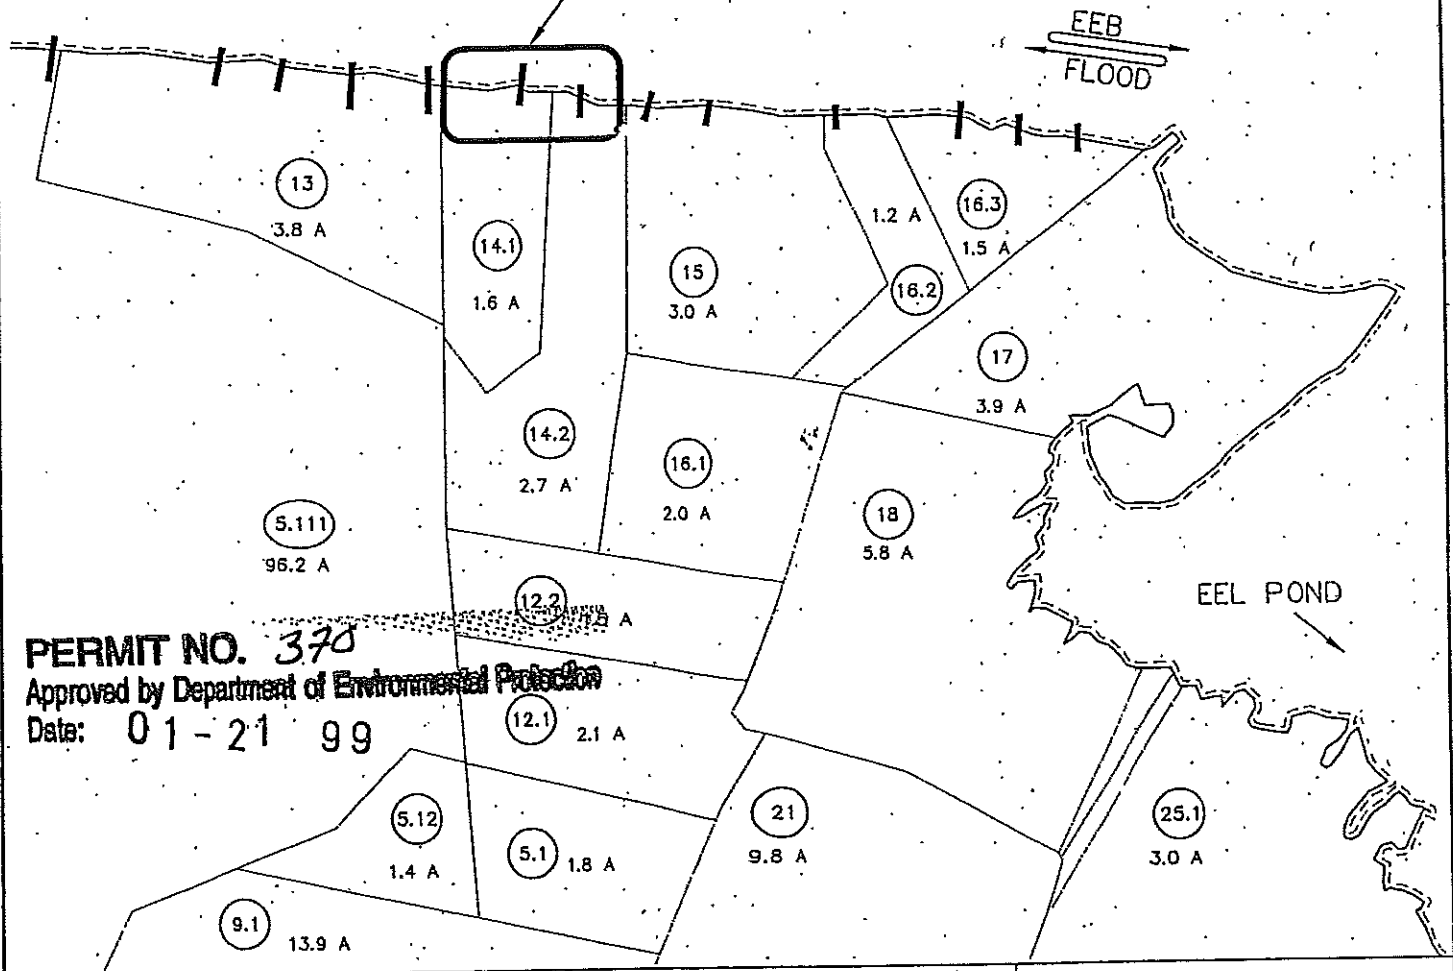 EEB
FLOOD
13
3.8 A
14.1
1.6 A
15
3.0 A
1.2 A
16.2
16.3
1.5 A
17
3.9 A
14.2
2.7 A
16.1
2.0 A
18
5.8 A
5.111
96.2 A
12.2
A
EEL POND
PERMIT NO.
Approved by Department of Environmental Protection
Date: 01-21 99
12.1
2.1 A
5.12
1.4 A
5.1
1.8 A
21
9.8 A
25.1
3.0 A
9.1
13.9 A